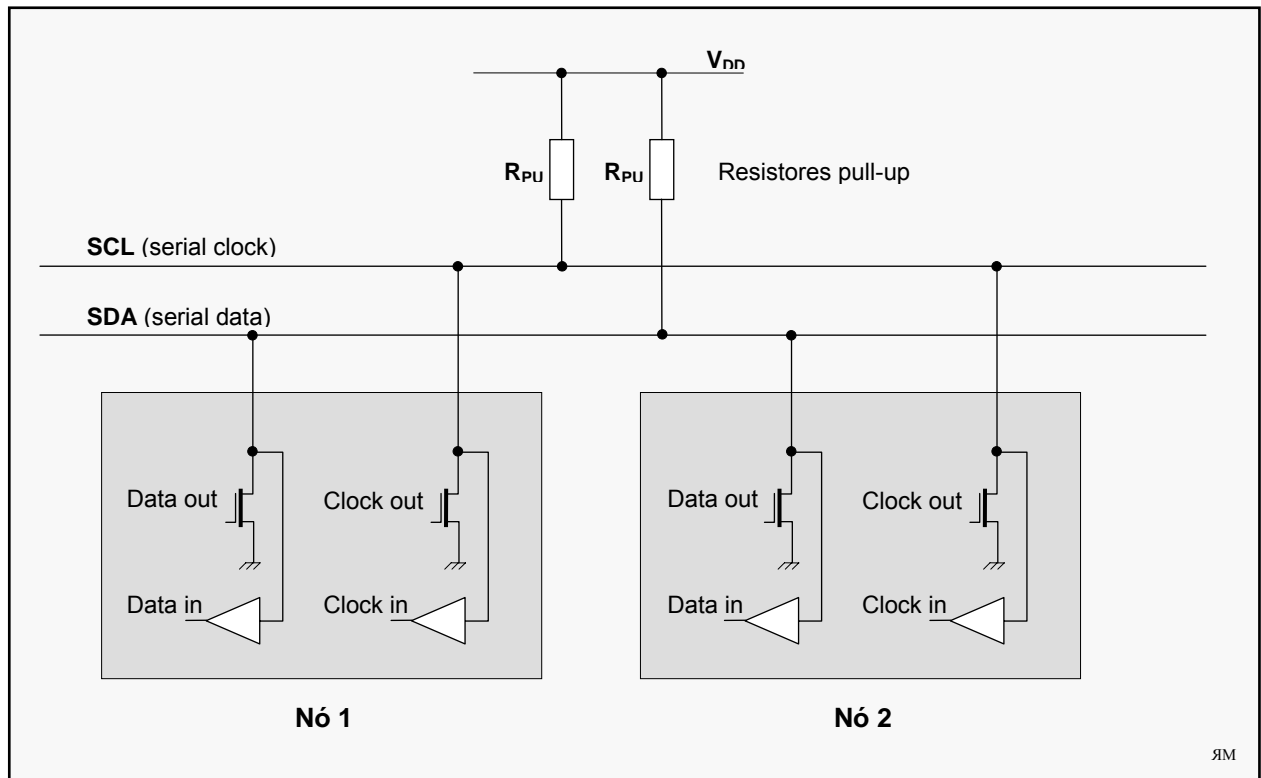 VDD
RPU RPU Resistores pull-up
SCL (serial clock)
SDA (serial data)
Data out Clock out Data out Clock out
Data in Clock in Data in Clock in
Nó 1 Nó 2
ЯM